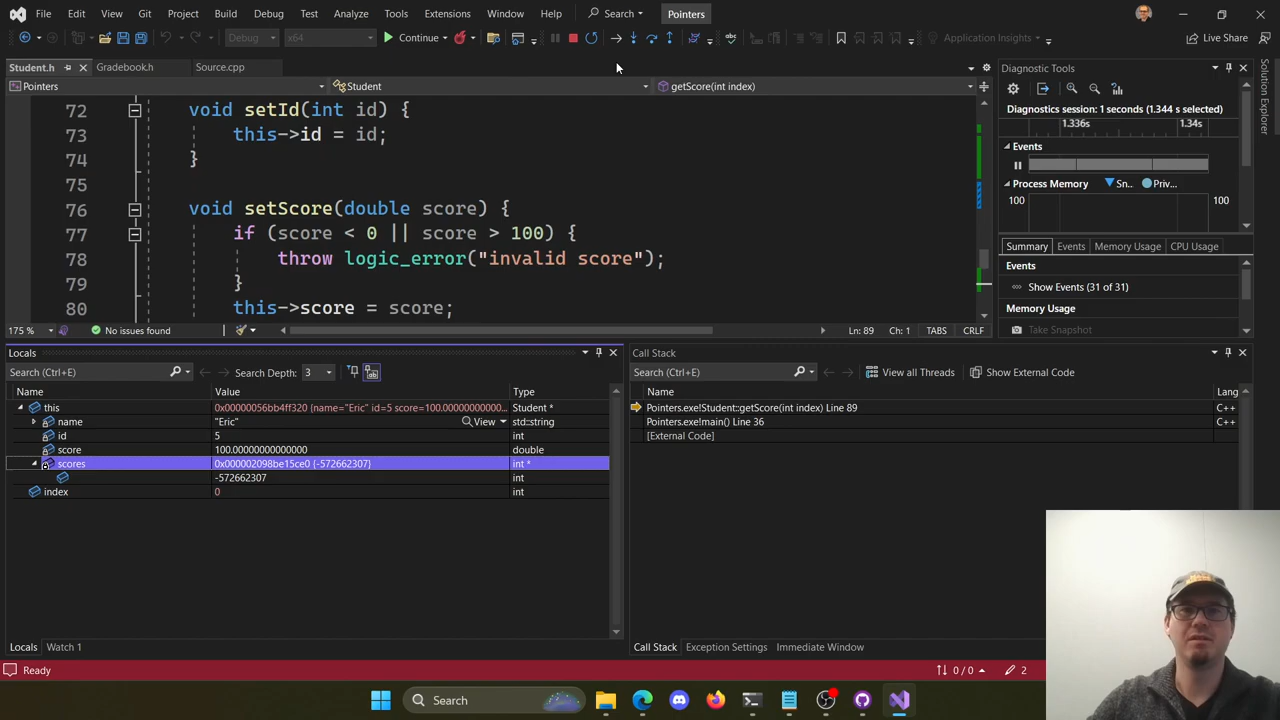 File Edit View Git Project Build Debug Test Analyze Tools Extensions Window Help Search Pointers
Debug x64 Continue Application Insights Live Share
Student.h Gradebook.h Source.cpp
Pointers Student getScore(int index)
72 void setId(int id) {
73 this->id = id;
74 }
75
76 void setScore(double score) {
77 if (score < 0 || score > 100) {
78 throw logic_error("invalid score");
79 }
80 this->score = score;
175 % No issues found Ln: 89 Ch: 1 TABS CRLF
Diagnostic Tools
Diagnostics session: 1 seconds (1.344 s selected)
1.336s 1.34s
Events
Process Memory Sn.. Priv...
100 100
Summary Events Memory Usage CPU Usage
Events
Show Events (31 of 31)
Memory Usage
Take Snapshot
Solution Explorer
Locals
Search (Ctrl+E) Search Depth: 3
Name Value Type
this 0x00000056bb4ff320 {name="Eric" id=5 score=100.00000000000... Student *
name "Eric" View std::string
id 5 int
score 100.00000000000000 double
scores 0x000002098be15ce0 {-572662307} int *
-572662307 int
index 0 int
Locals Watch 1
Call Stack
Search (Ctrl+E) View all Threads Show External Code
Name Lang
Pointers.exe!Student::getScore(int index) Line 89 C++
Pointers.exe!main() Line 36 C++
[External Code]
Call Stack Exception Settings Immediate Window
Ready 0 / 0 2
Search